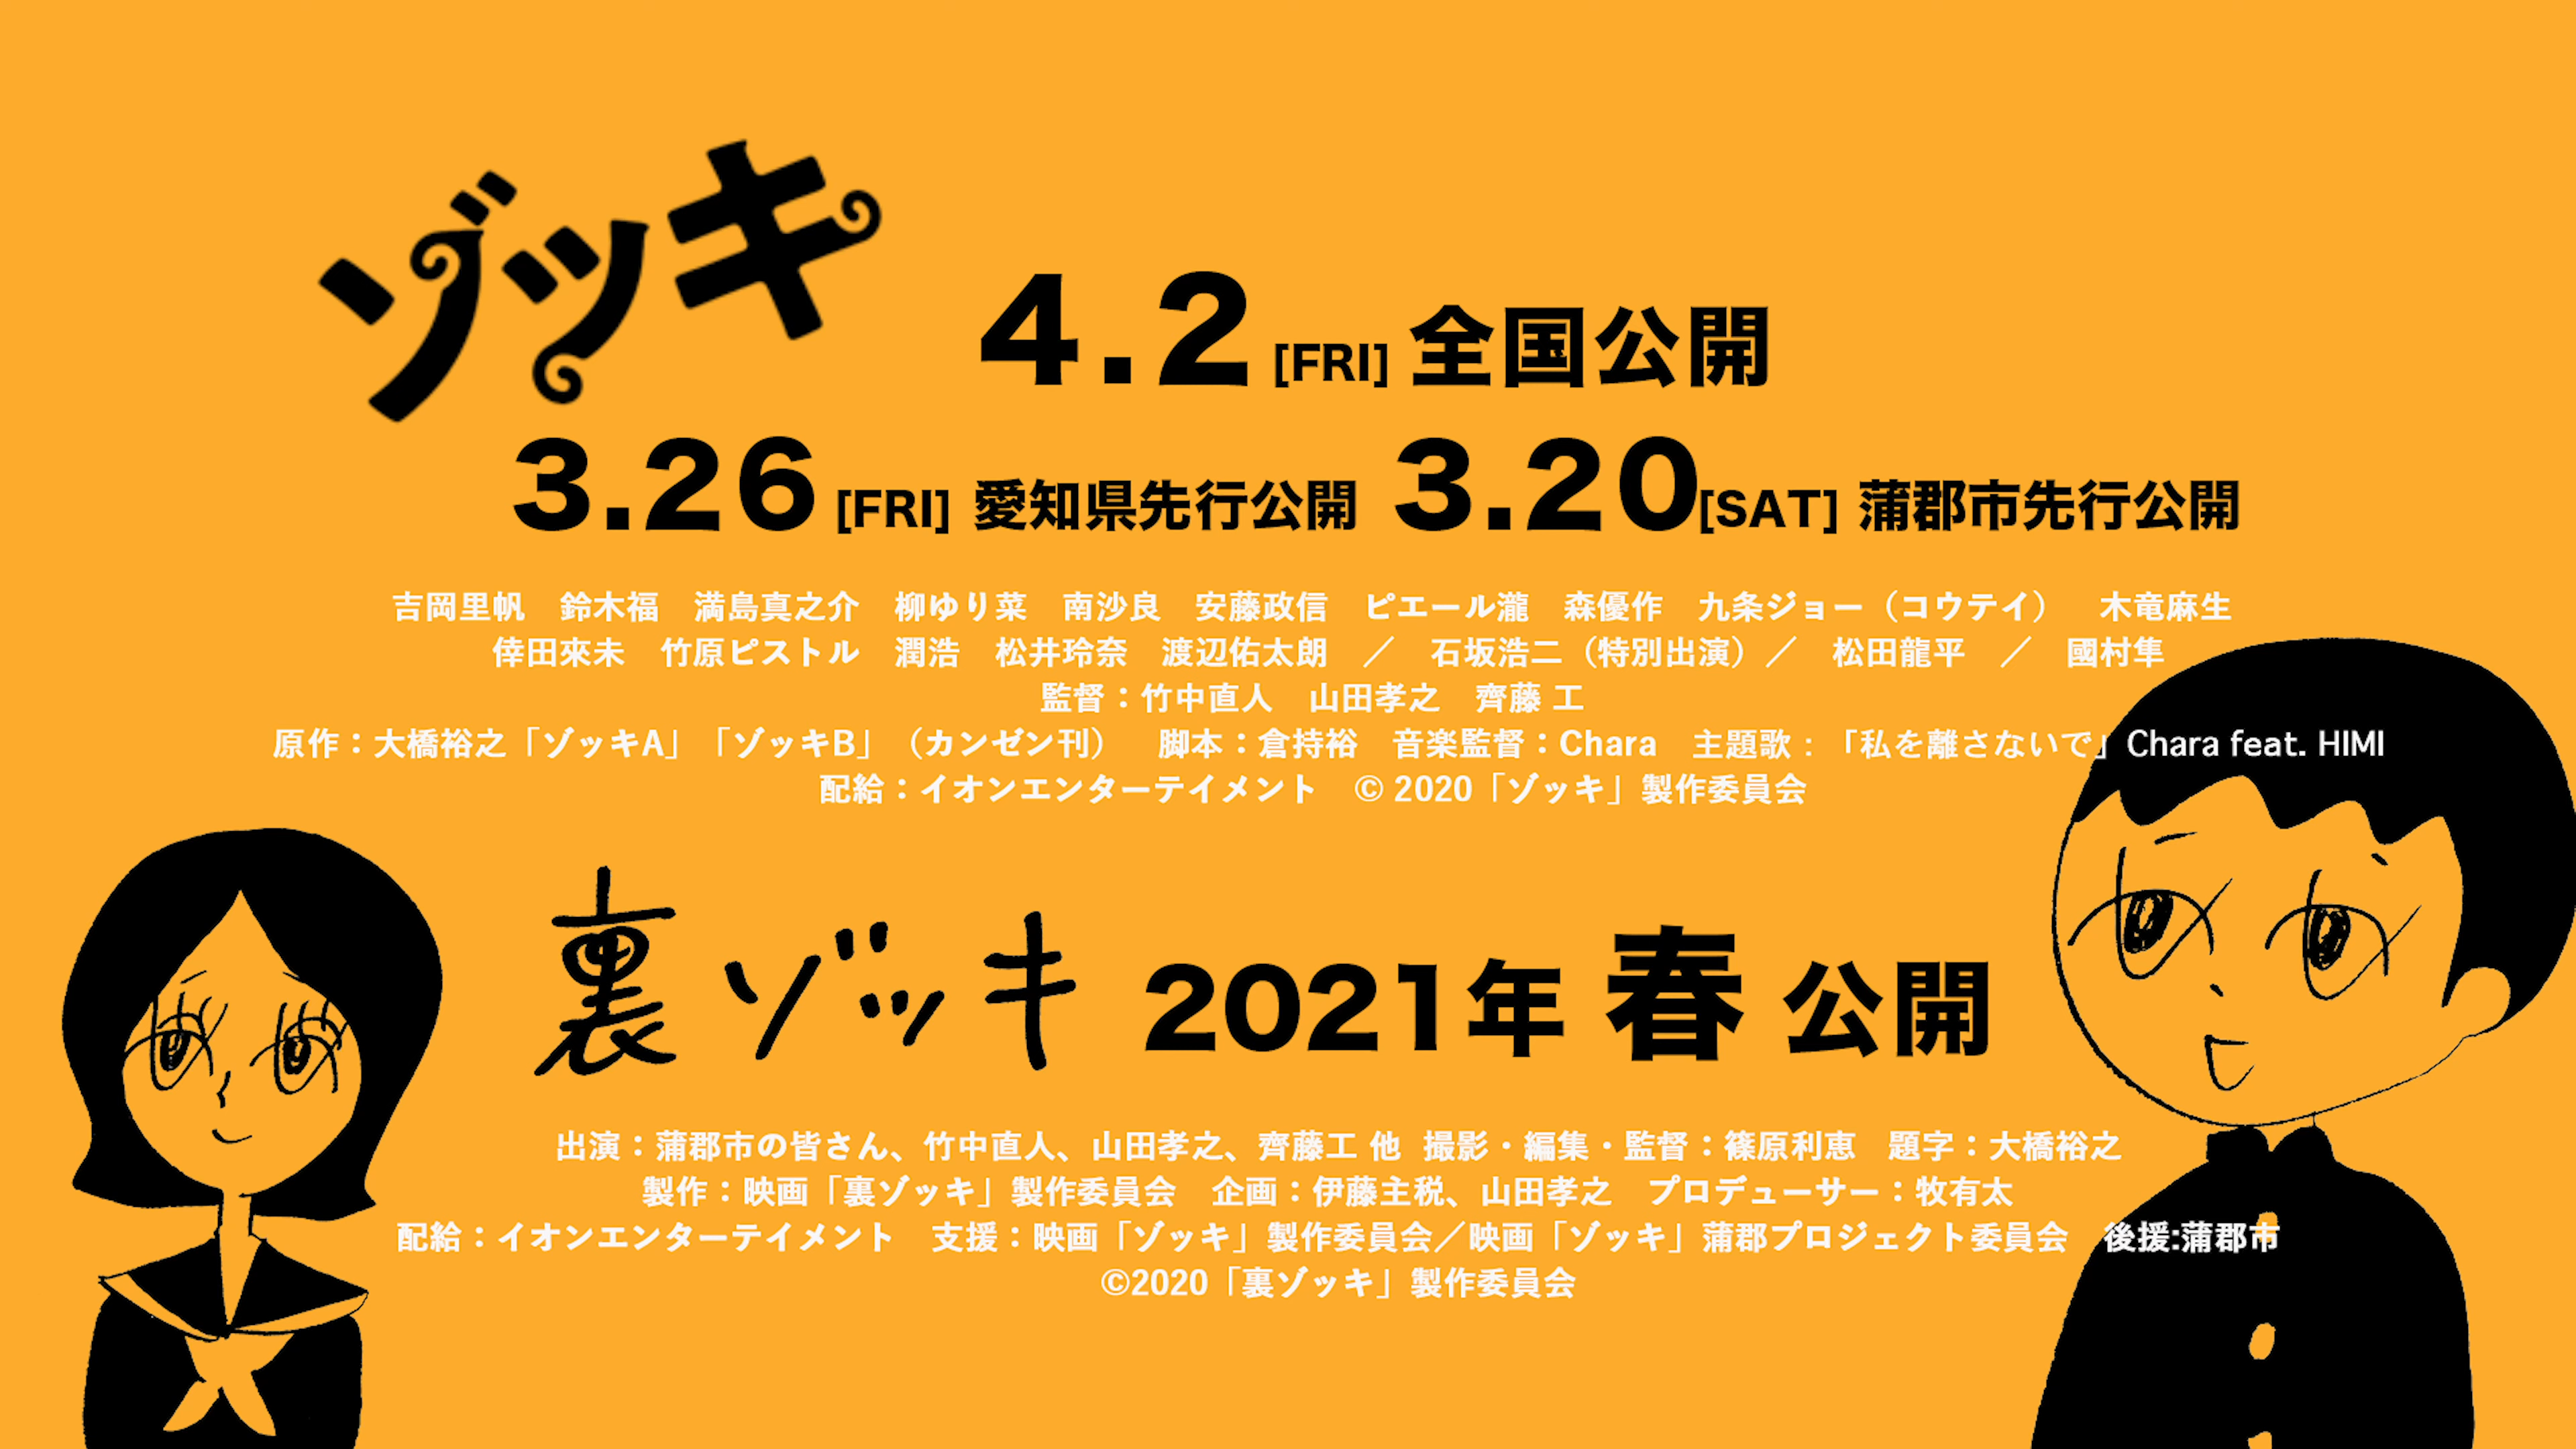 ゾッキ
4.2 [FRI] 全国公開
3.26 [FRI] 愛知県先行公開 3.20 [SAT] 蒲郡市先行公開
吉岡里帆　鈴木福　満島真之介　柳ゆり菜　南沙良　安藤政信　ピエール瀧　森優作　九条ジョー（コウテイ）　木竜麻生
倖田來未　竹原ピストル　潤浩　松井玲奈　渡辺佑太朗　／　石坂浩二（特別出演）／　松田龍平　／　國村隼
監督：竹中直人　山田孝之　齊藤 工
原作：大橋裕之「ゾッキA」「ゾッキB」（カンゼン刊）　脚本：倉持裕　音楽監督：Chara　主題歌：「私を離さないで」Chara feat. HIMI
配給：イオンエンターテイメント　© 2020「ゾッキ」製作委員会
裏ゾッキ 2021年 春 公開
出演：蒲郡市の皆さん、竹中直人、山田孝之、齊藤工 他　撮影・編集・監督：篠原利恵　題字：大橋裕之
製作：映画「裏ゾッキ」製作委員会　企画：伊藤主税、山田孝之　プロデューサー：牧有太
配給：イオンエンターテイメント　支援：映画「ゾッキ」製作委員会／映画「ゾッキ」蒲郡プロジェクト委員会　後援:蒲郡市
©2020「裏ゾッキ」製作委員会